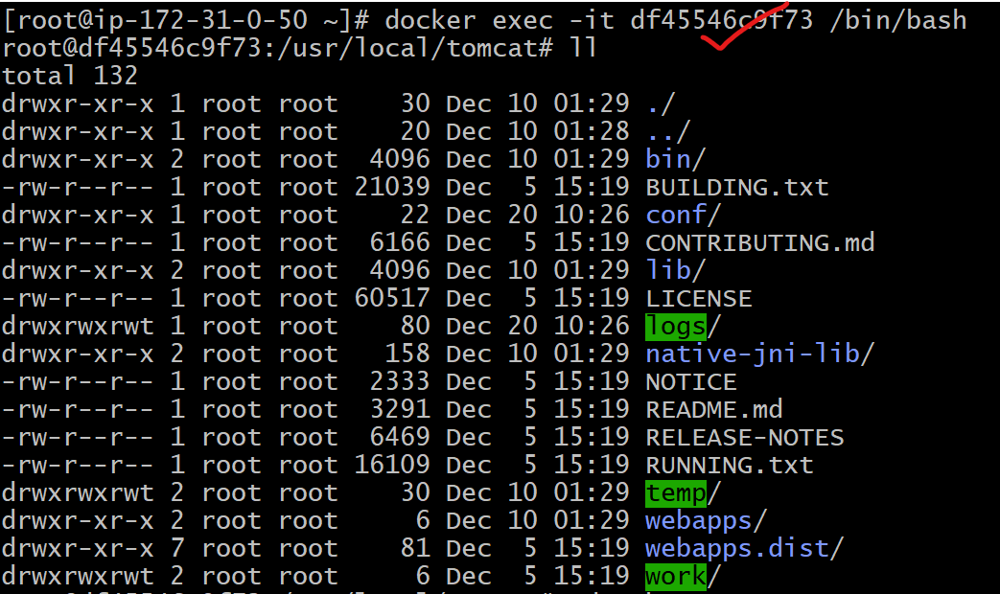 [root@ip-172-31-0-50 ~]# docker exec -it df45546c9f73 /bin/bash
root@df45546c9f73:/usr/local/tomcat# ll
total 132
drwxr-xr-x 1 root root    30 Dec 10 01:29 ./
drwxr-xr-x 1 root root    20 Dec 10 01:28 ../
drwxr-xr-x 2 root root  4096 Dec 10 01:29 bin/
-rw-r--r-- 1 root root 21039 Dec  5 15:19 BUILDING.txt
drwxr-xr-x 1 root root    22 Dec 20 10:26 conf/
-rw-r--r-- 1 root root  6166 Dec  5 15:19 CONTRIBUTING.md
drwxr-xr-x 2 root root  4096 Dec 10 01:29 lib/
-rw-r--r-- 1 root root 60517 Dec  5 15:19 LICENSE
drwxrwxrwt 1 root root    80 Dec 20 10:26 logs/
drwxr-xr-x 2 root root   158 Dec 10 01:29 native-jni-lib/
-rw-r--r-- 1 root root  2333 Dec  5 15:19 NOTICE
-rw-r--r-- 1 root root  3291 Dec  5 15:19 README.md
-rw-r--r-- 1 root root  6469 Dec  5 15:19 RELEASE-NOTES
-rw-r--r-- 1 root root 16109 Dec  5 15:19 RUNNING.txt
drwxrwxrwt 2 root root    30 Dec 10 01:29 temp/
drwxr-xr-x 2 root root     6 Dec 10 01:29 webapps/
drwxr-xr-x 7 root root    81 Dec  5 15:19 webapps.dist/
drwxrwxrwt 2 root root     6 Dec  5 15:19 work/